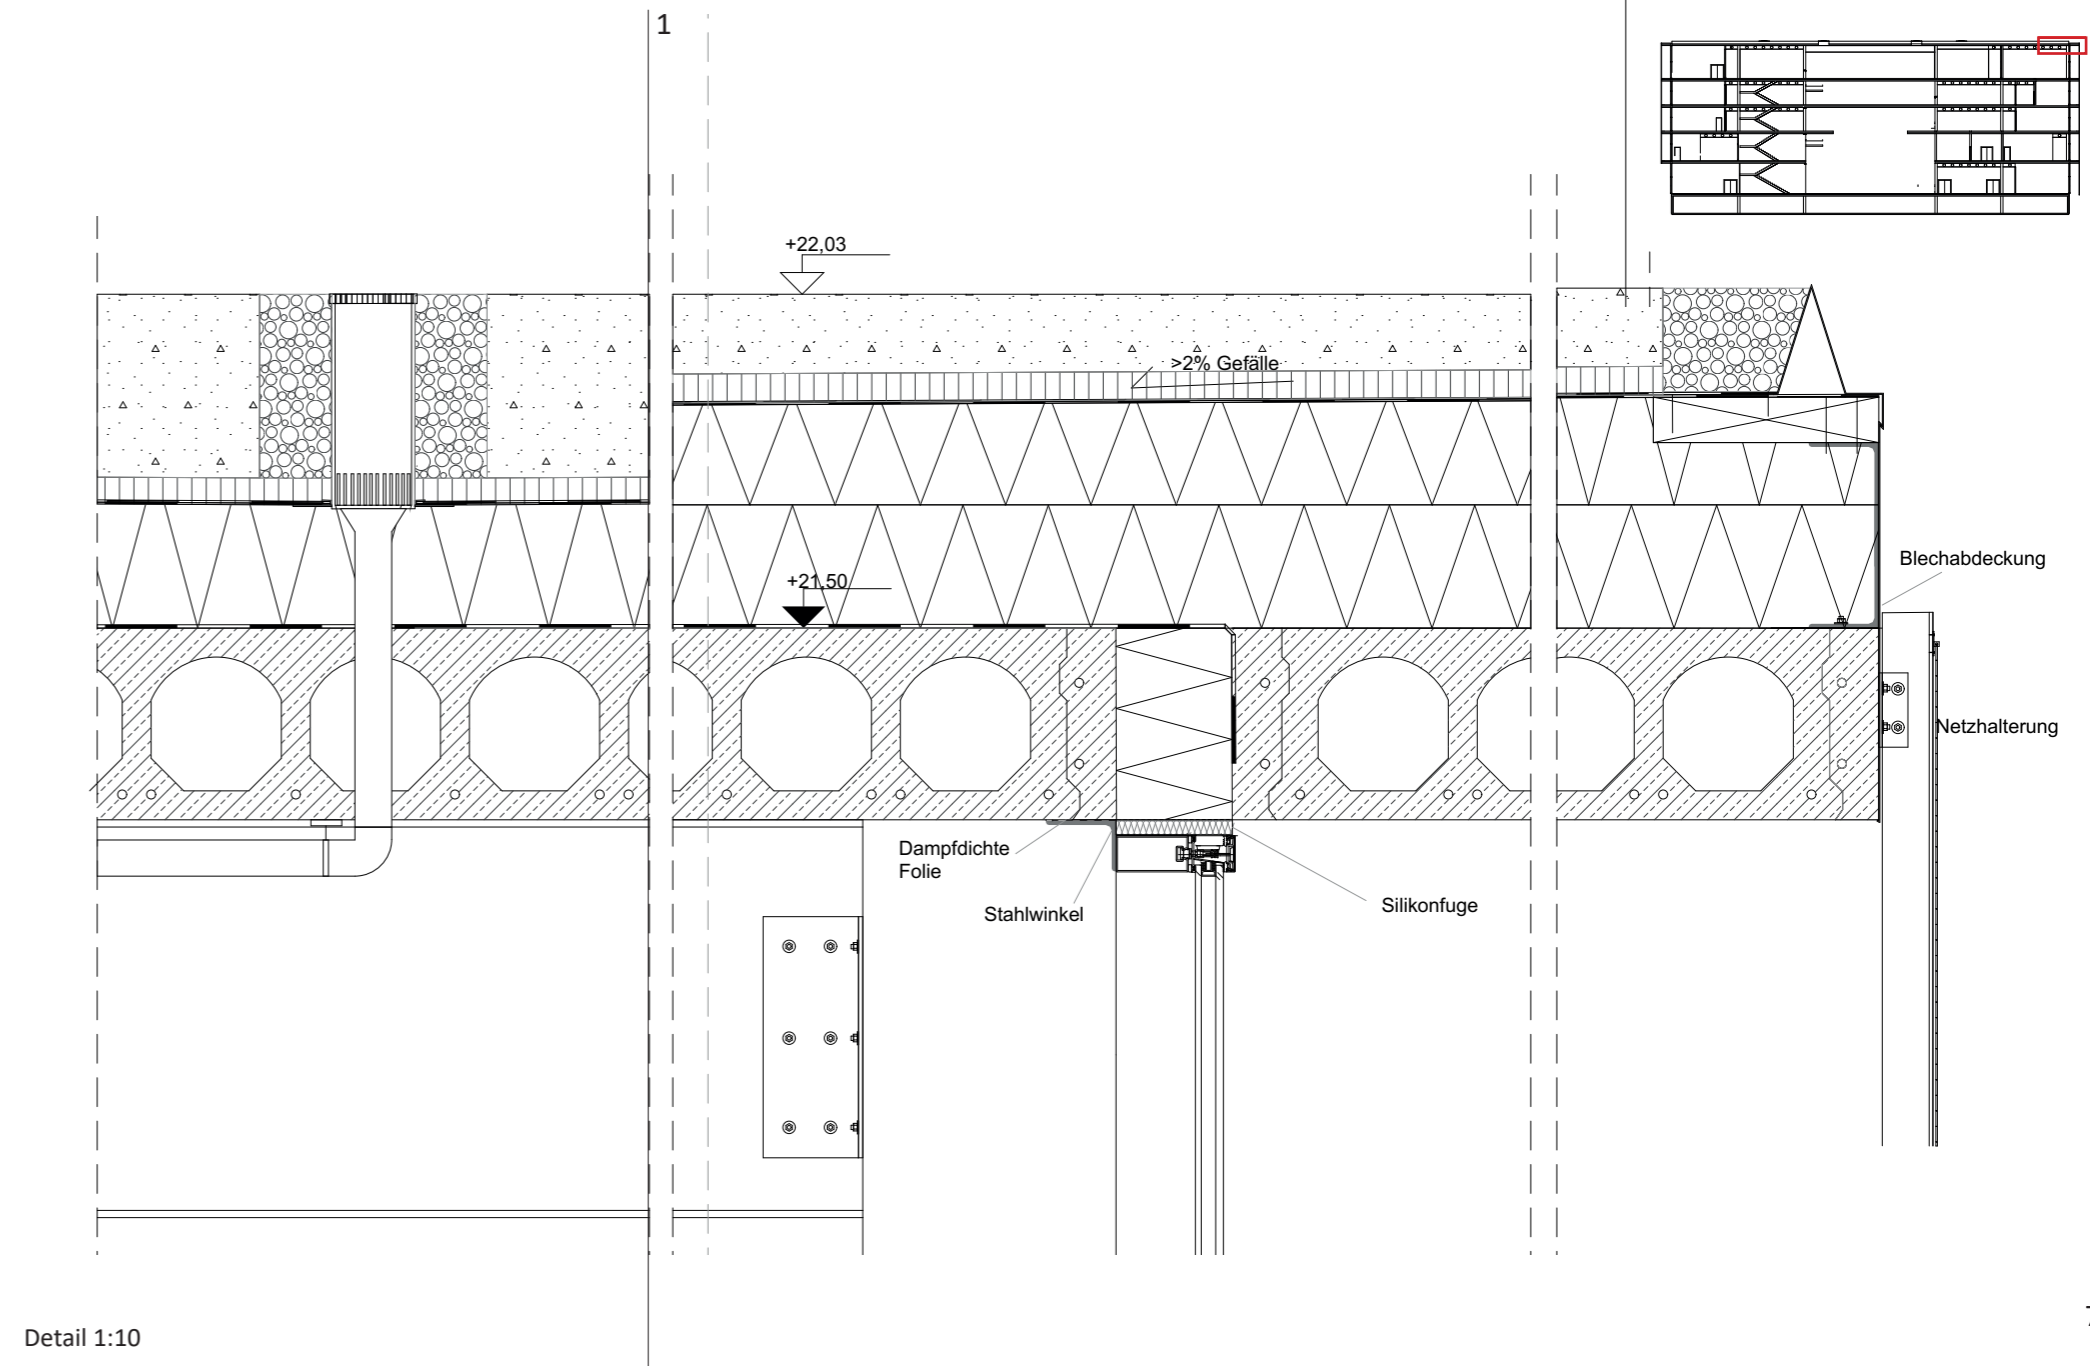 1
+22,03
>2% Gefälle
+21,50
Blechabdeckung
Netzhalterung
Dampfdichte
Folie
Stahlwinkel
Silikonfuge
Detail 1:10